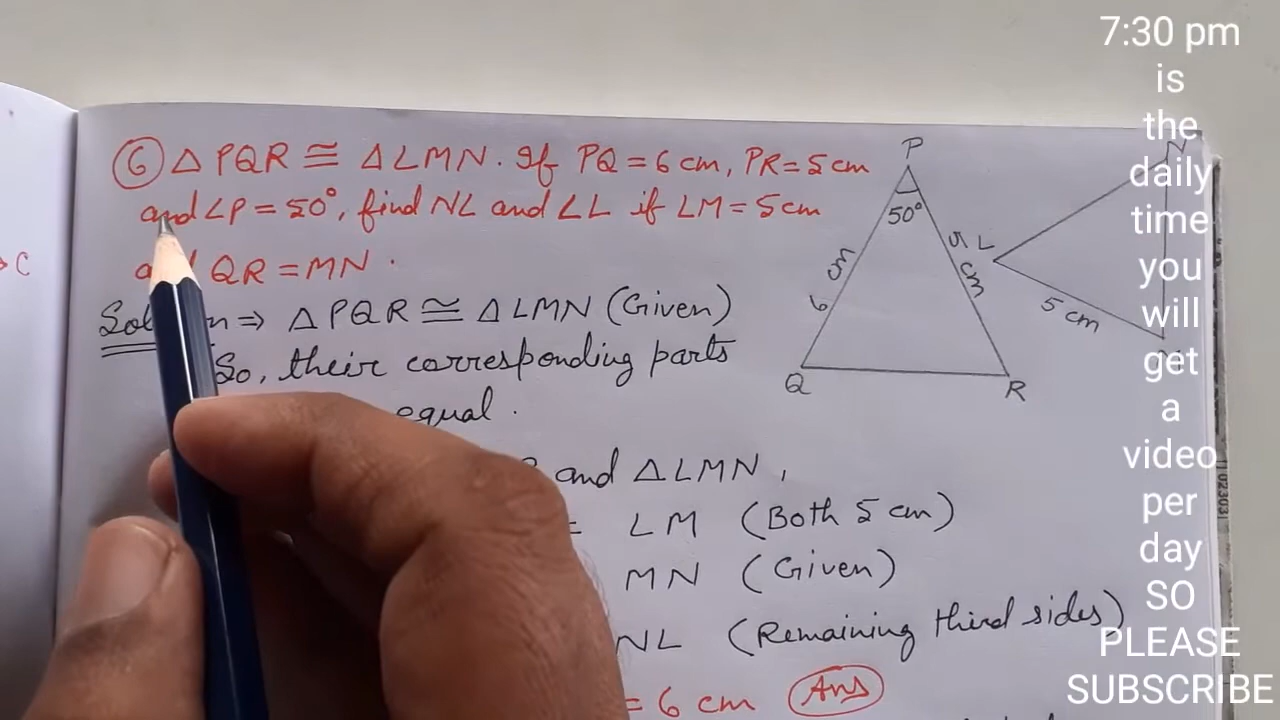 ⑥ △PQR ≅ △LMN. If PQ = 6 cm, PR = 5 cm
and ∠P = 50°, find NL and ∠L if LM = 5 cm
QR = MN.
⇒ △PQR ≅ △LMN (Given)
So, their corresponding parts
equal.
and △LMN,
= LM (Both 5 cm)
MN (Given)
NL (Remaining third sides)
= 6 cm Ans
C
P
50°
6 cm
5 cm
Q
R
L
5 cm
N
02303
7:30 pm
is
the
daily
time
you
will
get
a
video
per
day
SO
PLEASE
SUBSCRIBE